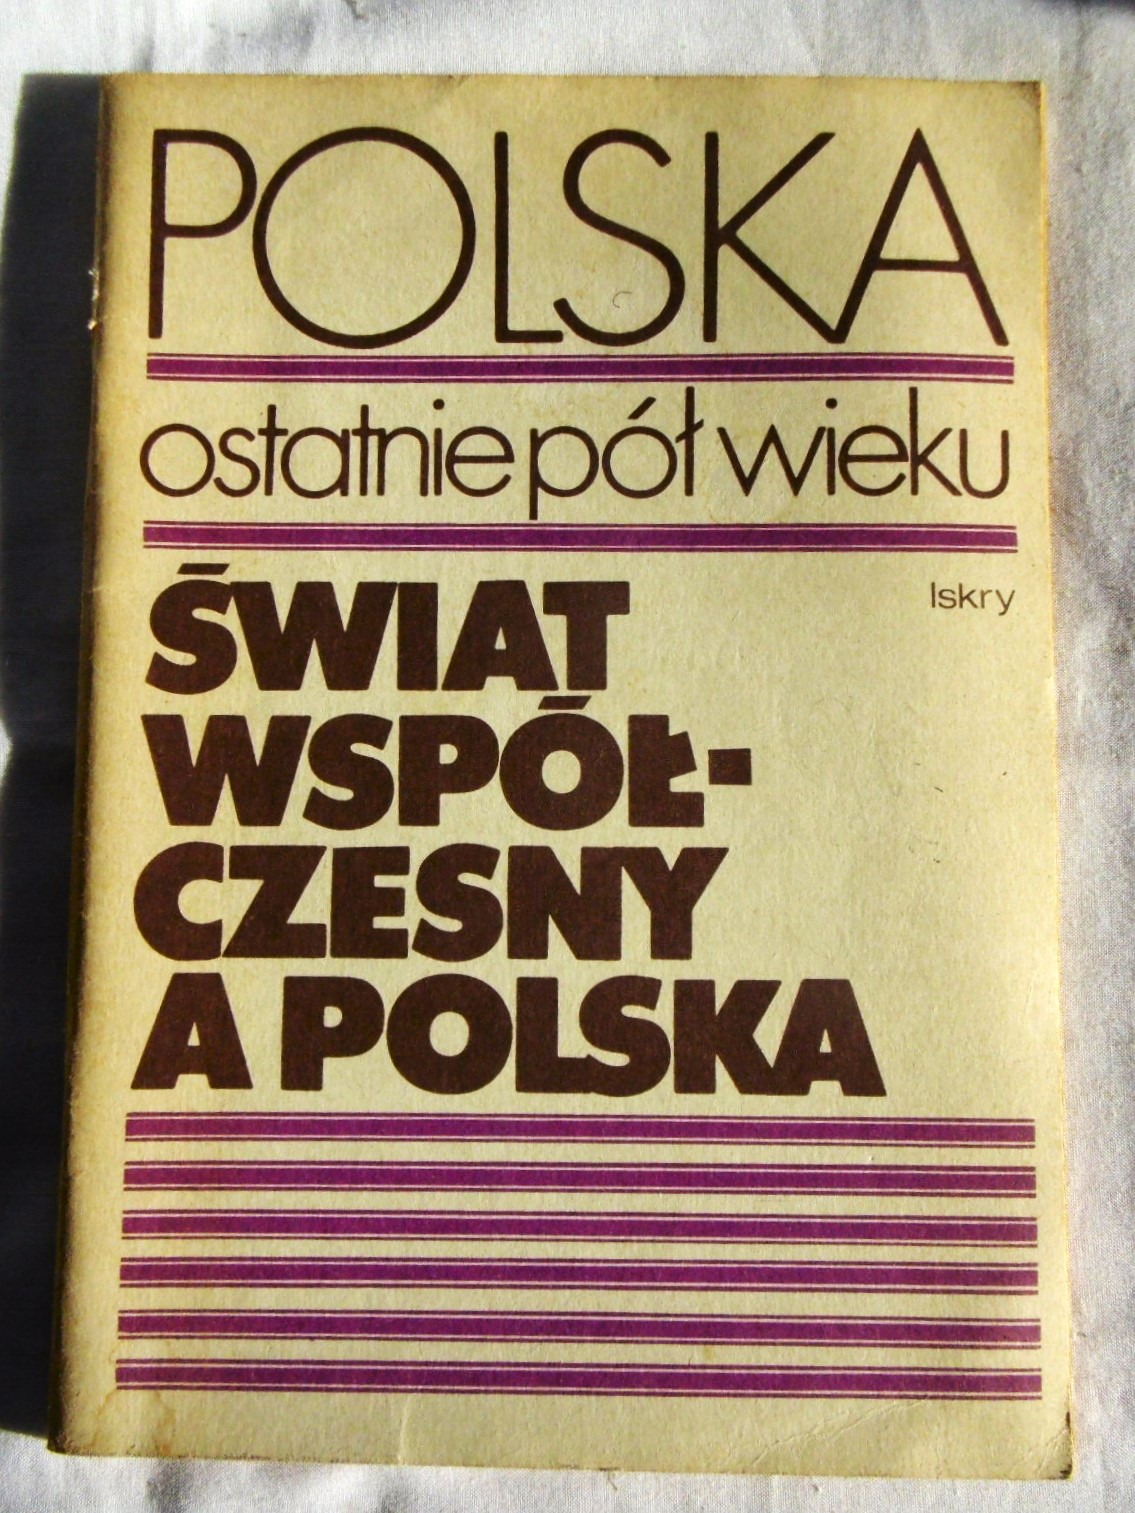 POLSKA
ostatnie pół wieku
Iskry
ŚWIAT
WSPÓŁ-
CZESNY
A POLSKA